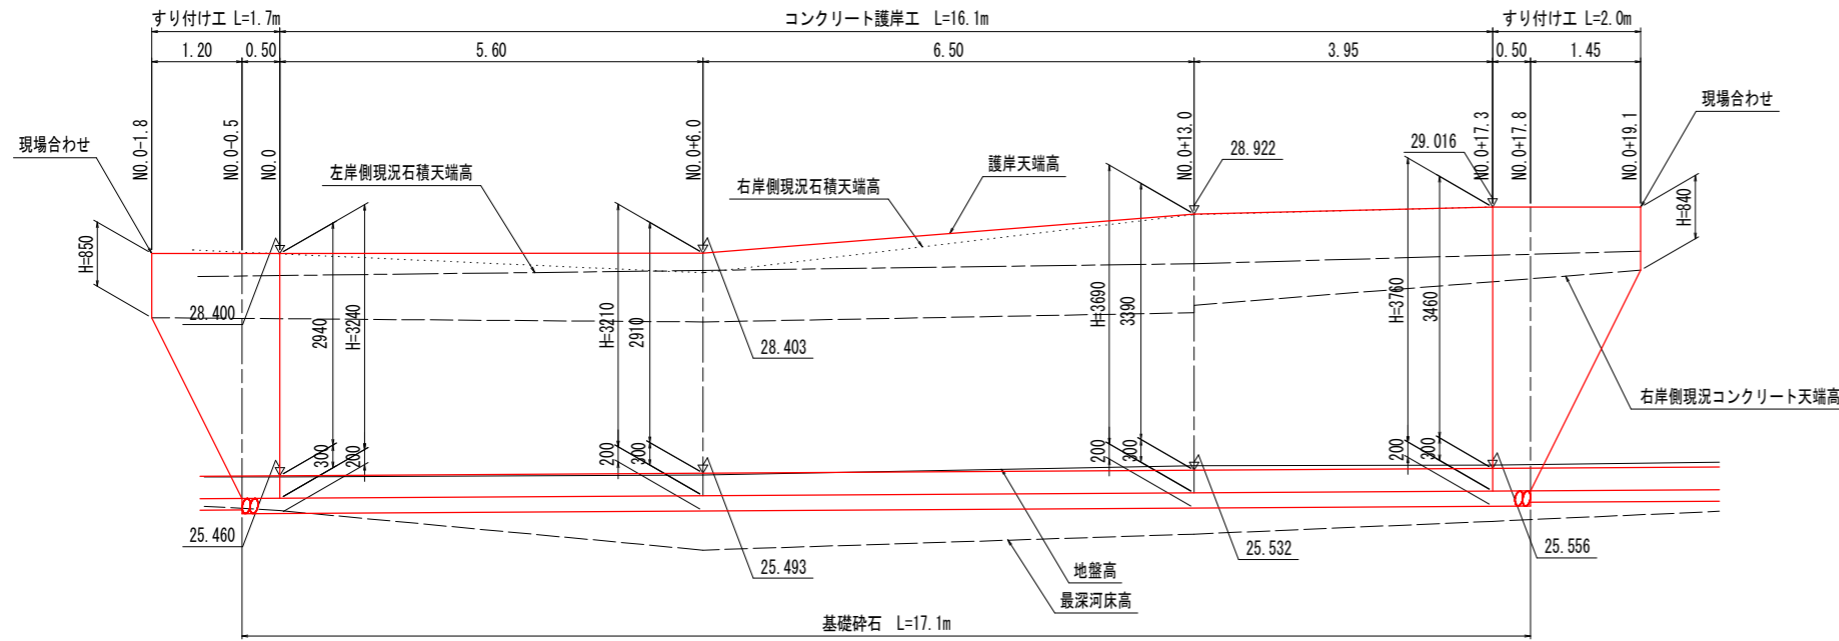 すり付け工 L=1.7m
コンクリート護岸工 L=16.1m
すり付け工 L=2.0m
1.20
0.50
5.60
6.50
3.95
0.50
1.45
現場合わせ
NO.0-1.8
NO.0-0.5
NO.0
NO.0+6.0
NO.0+13.0
NO.0+17.3
NO.0+17.8
NO.0+19.1
現場合わせ
左岸側現況石積天端高
右岸側現況石積天端高
護岸天端高
28.922
29.016
H=850
28.400
2940
H=3240
H=3210
2910
28.403
H=3690
3390
H=3760
3460
H=840
右岸側現況コンクリート天端高
300
200
200
300
200
300
200
300
25.460
25.493
25.532
25.556
地盤高
最深河床高
基礎砕石 L=17.1m